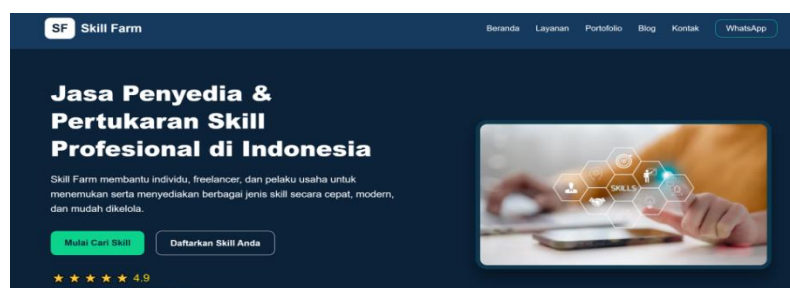 SF Skill Farm
Beranda Layanan Portofolio Blog Kontak WhatsApp
Jasa Penyedia &
Pertukaran Skill
Profesional di Indonesia
Skill Farm membantu individu, freelancer, dan pelaku usaha untuk
menemukan serta menyediakan berbagai jenis skill secara cepat, modern,
dan mudah dikelola.
SKILLS
Mulai Cari Skill Daftarkan Skill Anda
★ ★ ★ ★ ★ 4.9